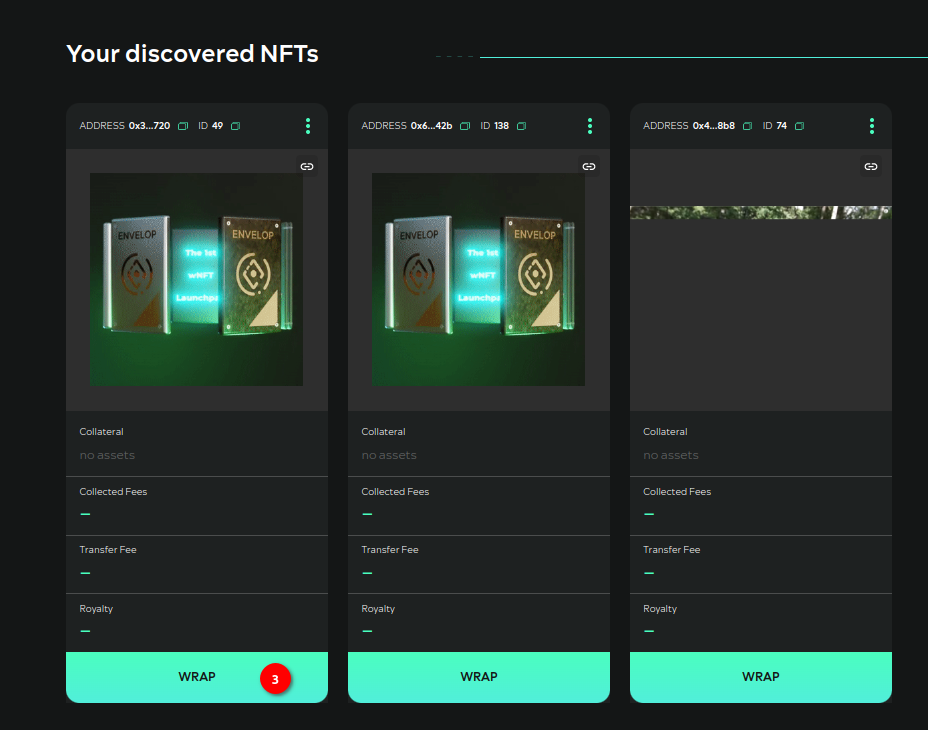 Your discovered NFTs
ADDRESS 0x3...720 ID 49
ENVELOP
ENVELOP
The 1st
wNFT
Launchpa
Collateral
no assets
Collected Fees
–
Transfer Fee
–
Royalty
–
WRAP
3
ADDRESS 0x6...42b ID 138
ENVELOP
ENVELOP
The 1st
wNFT
Launchpa
Collateral
no assets
Collected Fees
–
Transfer Fee
–
Royalty
–
WRAP
ADDRESS 0x4...8b8 ID 74
Collateral
no assets
Collected Fees
–
Transfer Fee
–
Royalty
–
WRAP